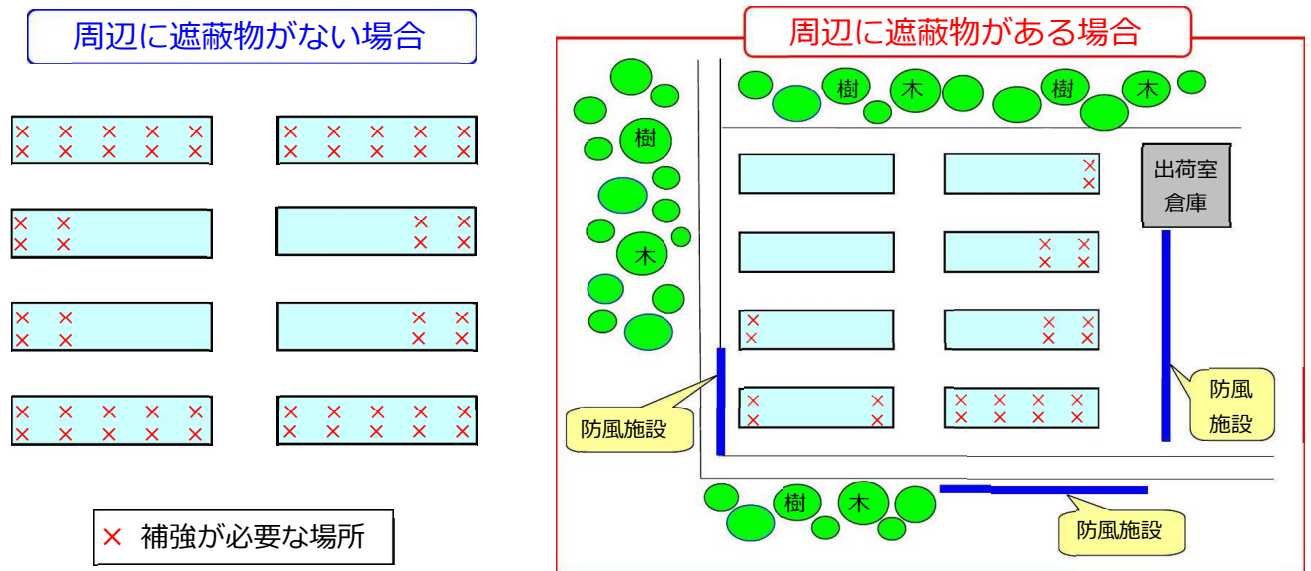 周辺に遮蔽物がない場合
× 補強が必要な場所
周辺に遮蔽物がある場合
樹 木 樹 木
樹
木
出荷室
倉庫
防風施設
防風
施設
樹 木
防風施設